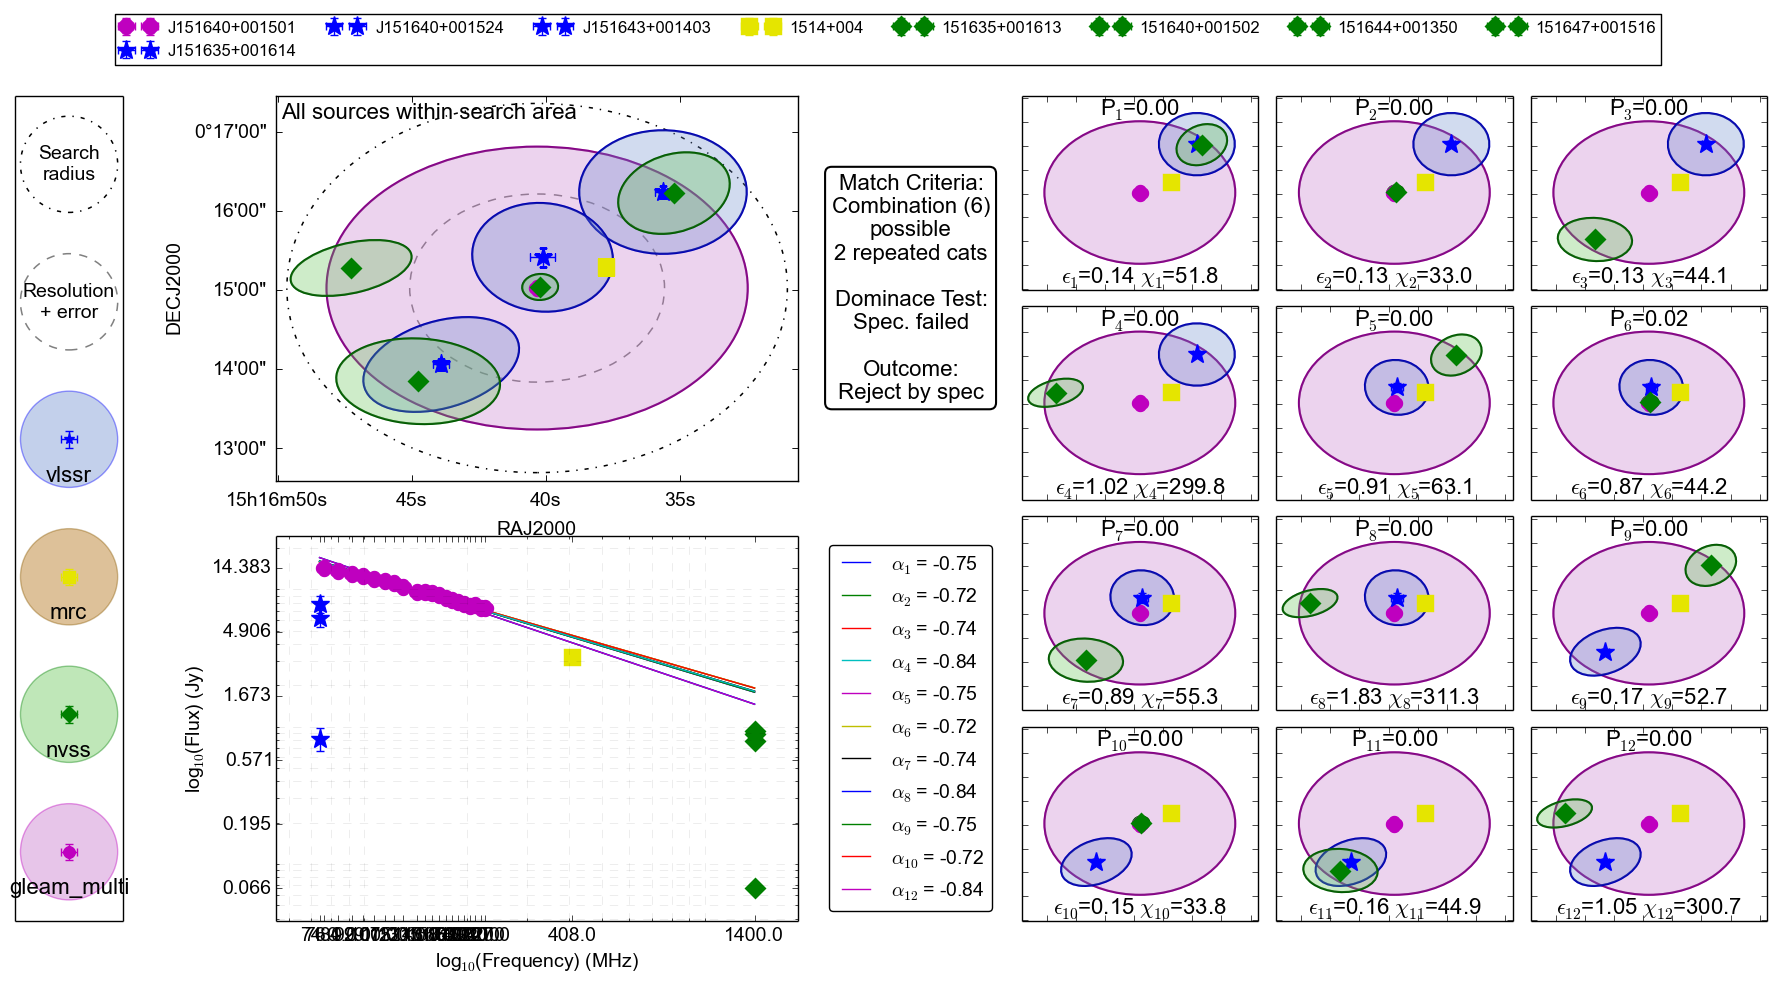 J151640+001501 J151640+001524 J151643+001403 1514+004 151635+001613 151640+001502 151644+001350 151647+001516
J151635+001614
Search
radius
Resolution
+ error
vlssr
mrc
nvss
gleam_multi
All sources within search area
0°17'00"
16'00"
15'00"
14'00"
13'00"
DECJ2000
15h16m50s 45s 40s 35s
RAJ2000
Match Criteria:
Combination (6)
possible
2 repeated cats
Dominace Test:
Spec. failed
Outcome:
Reject by spec
14.383
4.906
1.673
0.571
0.195
0.066
log₁₀(Flux) (Jy)
408.0 1400.0
log₁₀(Frequency) (MHz)
α₁ = -0.75
α₂ = -0.72
α₃ = -0.74
α₄ = -0.84
α₅ = -0.75
α₆ = -0.72
α₇ = -0.74
α₈ = -0.84
α₉ = -0.75
α₁₀ = -0.72
α₁₂ = -0.84
P₁=0.00 P₂=0.00 P₃=0.00
ϵ₁=0.14 χ₁=51.8 ϵ₂=0.13 χ₂=33.0 ϵ₃=0.13 χ₃=44.1
P₄=0.00 P₅=0.00 P₆=0.02
ϵ₄=1.02 χ₄=299.8 ϵ₅=0.91 χ₅=63.1 ϵ₆=0.87 χ₆=44.2
P₇=0.00 P₈=0.00 P₉=0.00
ϵ₇=0.89 χ₇=55.3 ϵ₈=1.83 χ₈=311.3 ϵ₉=0.17 χ₉=52.7
P₁₀=0.00 P₁₁=0.00 P₁₂=0.00
ϵ₁₀=0.15 χ₁₀=33.8 ϵ₁₁=0.16 χ₁₁=44.9 ϵ₁₂=1.05 χ₁₂=300.7